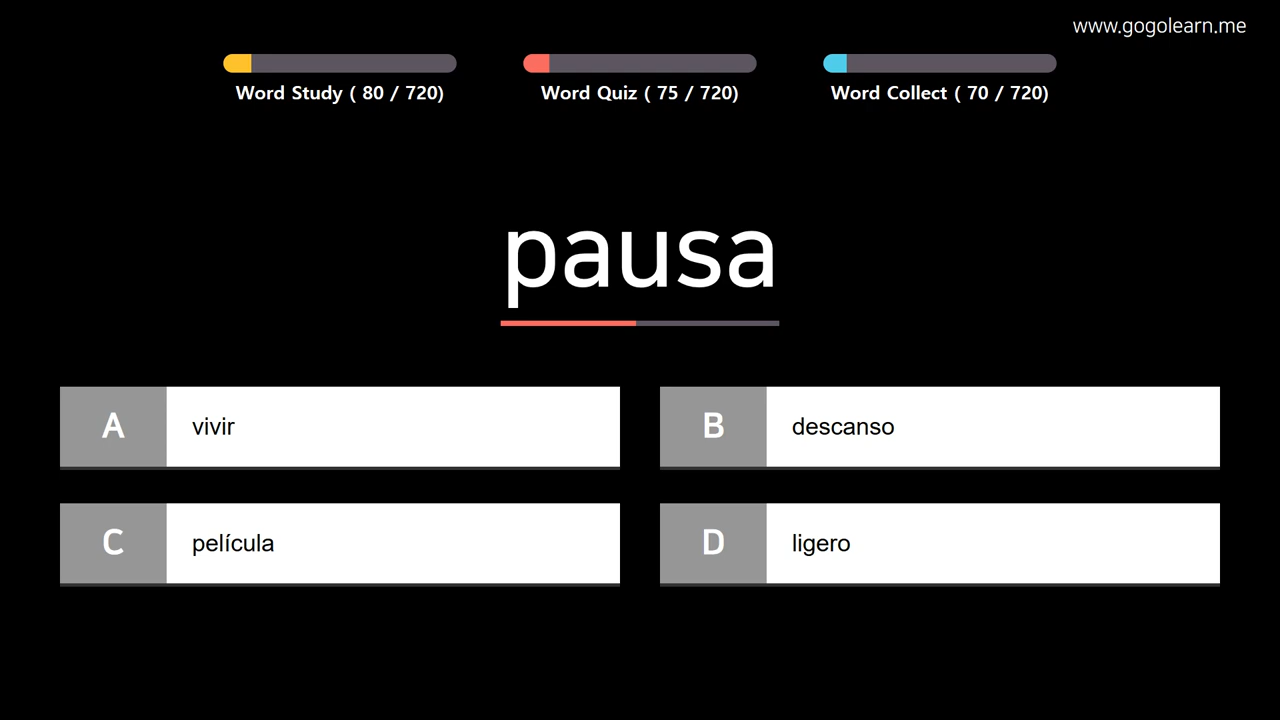 www.gogolearn.me
Word Study ( 80 / 720)
Word Quiz ( 75 / 720)
Word Collect ( 70 / 720)
pausa
A vivir
B descanso
C película
D ligero